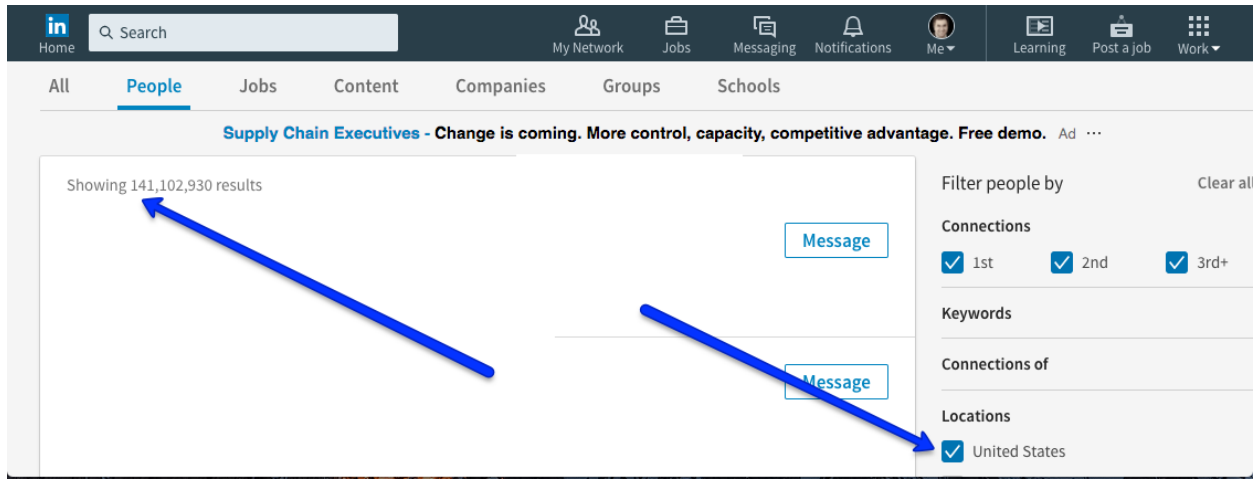 in
Search
Home
My Network
Jobs
Messaging
Notifications
Me
Learning
Post a job
Work
All
People
Jobs
Content
Companies
Groups
Schools
Supply Chain Executives - Change is coming. More control, capacity, competitive advantage. Free demo. Ad ···
Showing 141,102,930 results
Message
Message
Filter people by
Clear all
Connections
1st
2nd
3rd+
Keywords
Connections of
Locations
United States